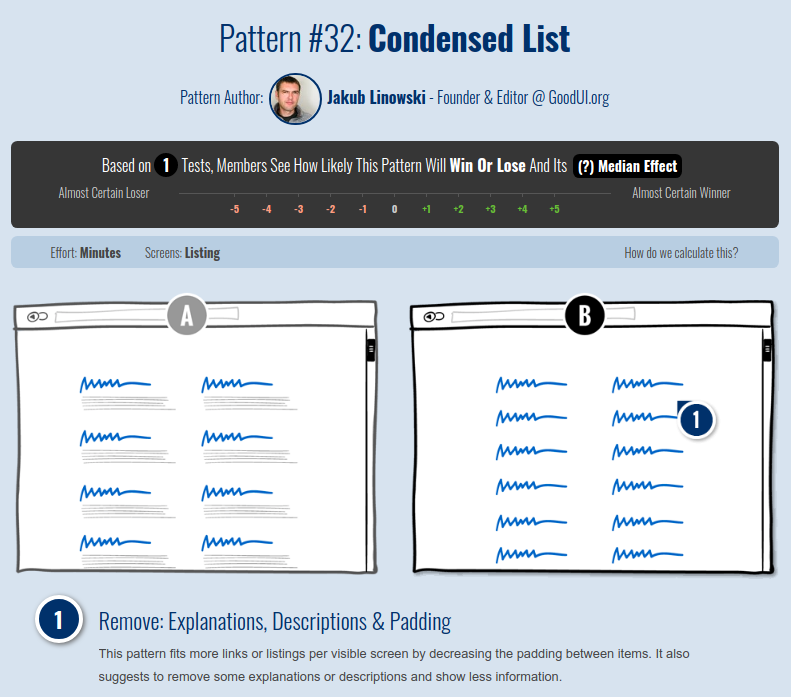 Pattern #32: Condensed List
Pattern Author: Jakub Linowski - Founder & Editor @ GoodUI.org
Based on 1 Tests, Members See How Likely This Pattern Will Win Or Lose And Its (?) Median Effect
Almost Certain Loser Almost Certain Winner
-5 -4 -3 -2 -1 0 +1 +2 +3 +4 +5
Effort: Minutes Screens: Listing How do we calculate this?
A B
1
1 Remove: Explanations, Descriptions & Padding
This pattern fits more links or listings per visible screen by decreasing the padding between items. It also
suggests to remove some explanations or descriptions and show less information.